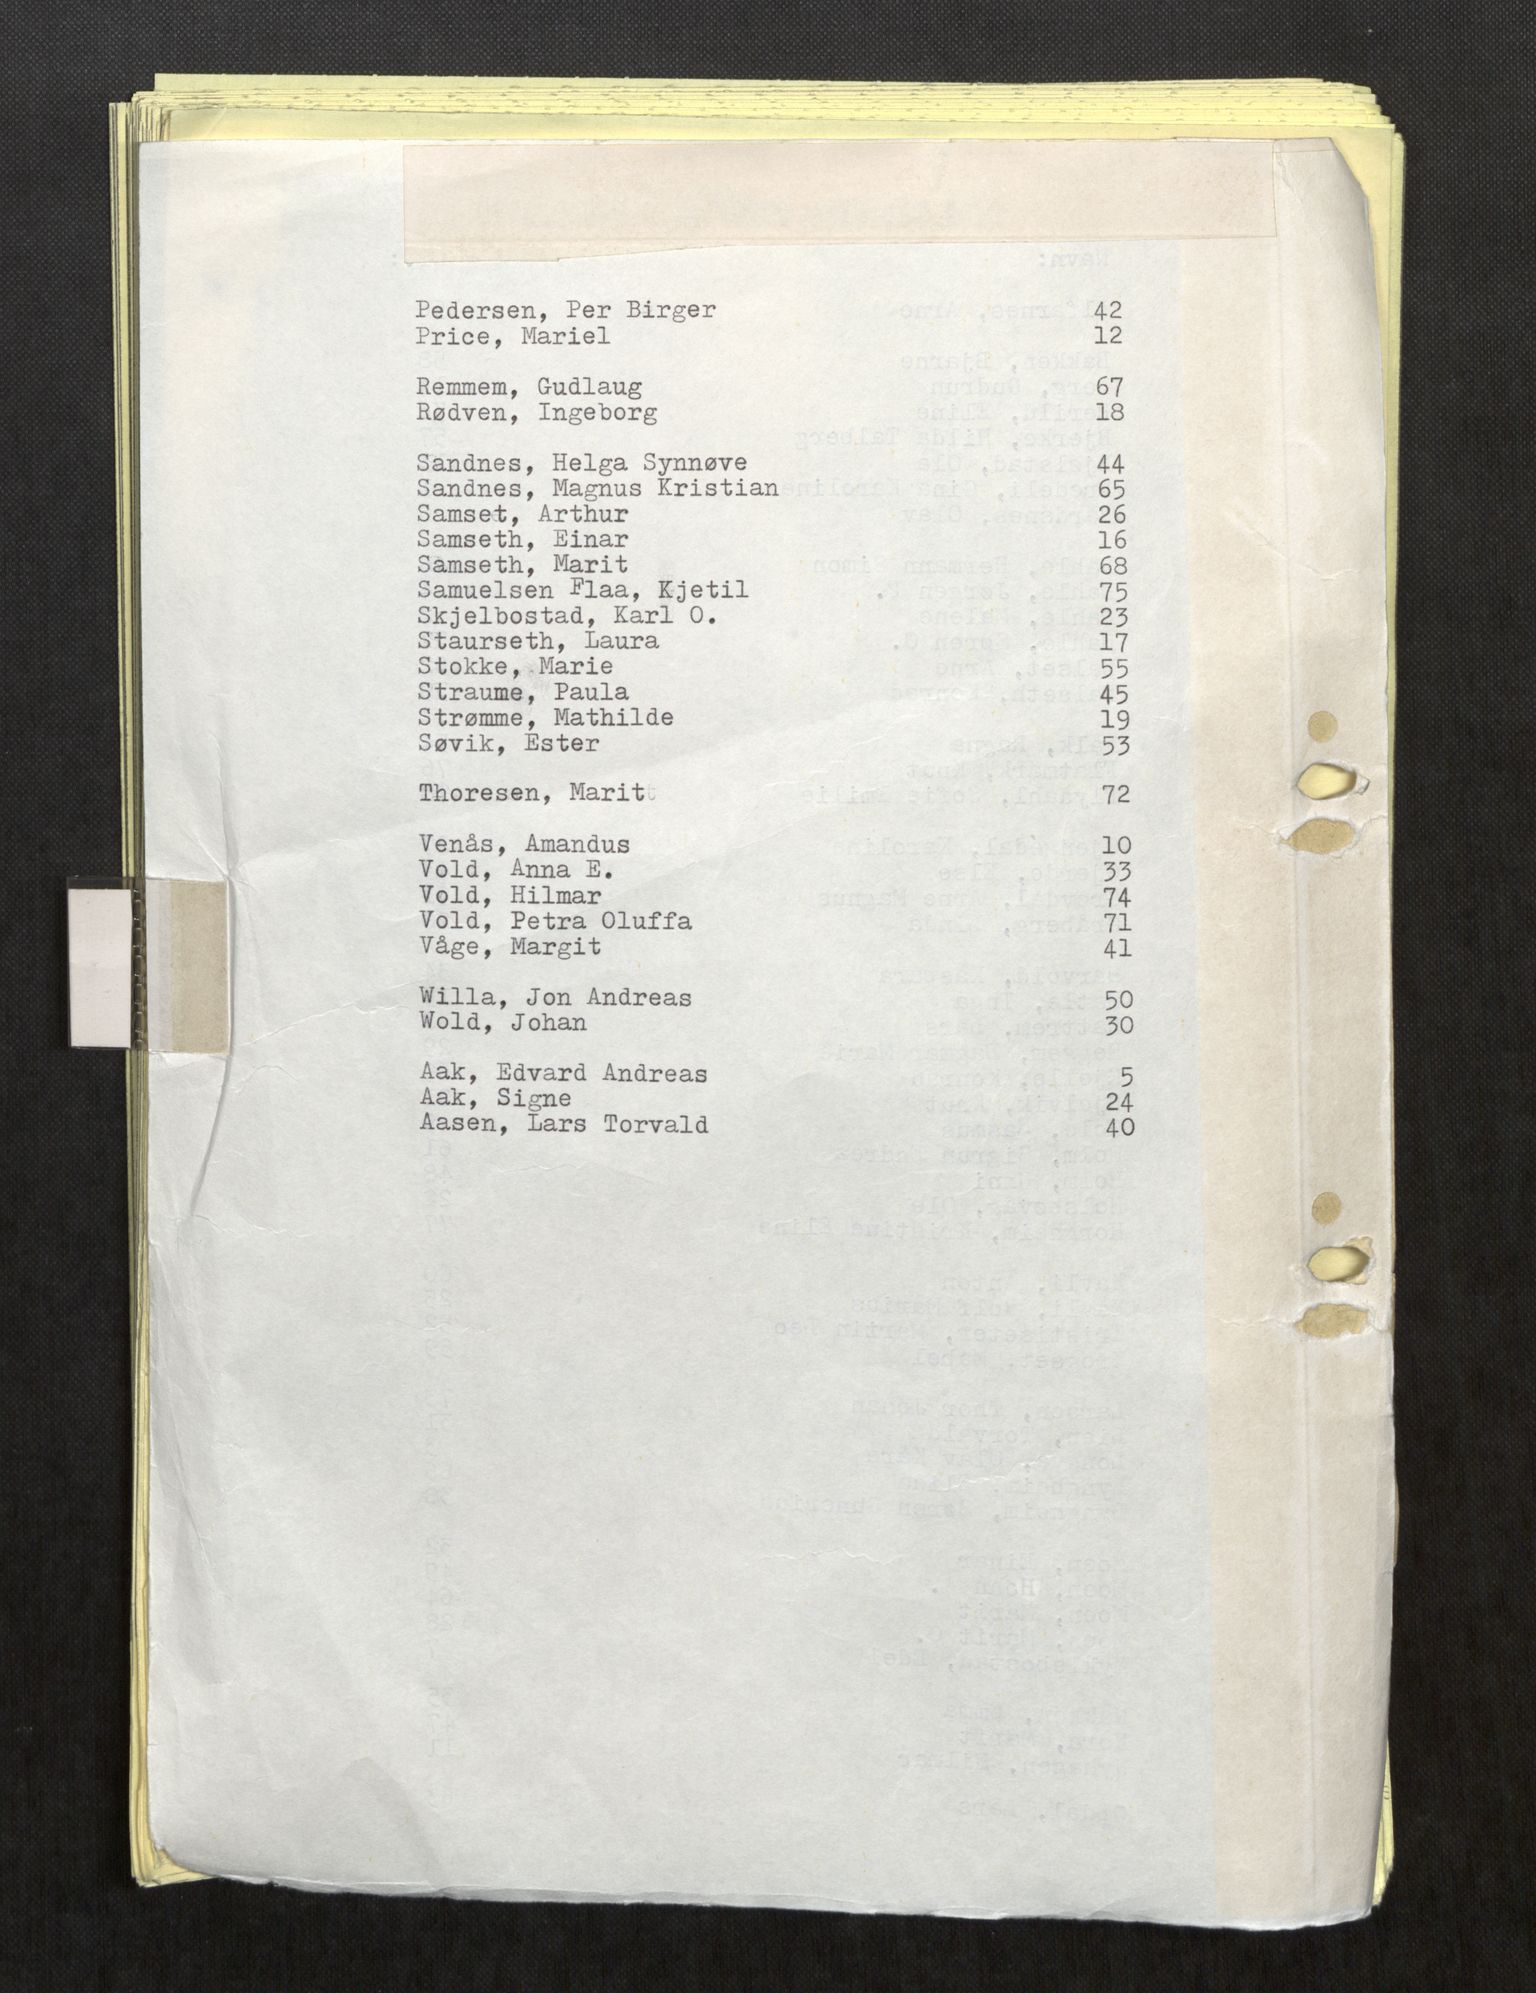 Pedersen, Per Birger 42
Price, Mariel 12
Remmem, Gudlaug 67
Rødven, Ingeborg 18
Sandnes, Helga Synnøve 44
Sandnes, Magnus Kristian 65
Samset, Arthur 26
Samseth, Einar 16
Samseth, Marit 68
Samuelsen Flaa, Kjetil 75
Skjelbostad, Karl O. 23
Staurseth, Laura 17
Stokke, Marie 55
Straume, Paula 45
Strømme, Mathilde 19
Søvik, Ester 53
Thoresen, Marit 72
Venås, Amandus 10
Vold, Anna E. 33
Vold, Hilmar 74
Vold, Petra Oluffa 71
Våge, Margit 41
Willa, Jon Andreas 50
Wold, Johan 30
Aak, Edvard Andreas 5
Aak, Signe 24
Aasen, Lars Torvald 40